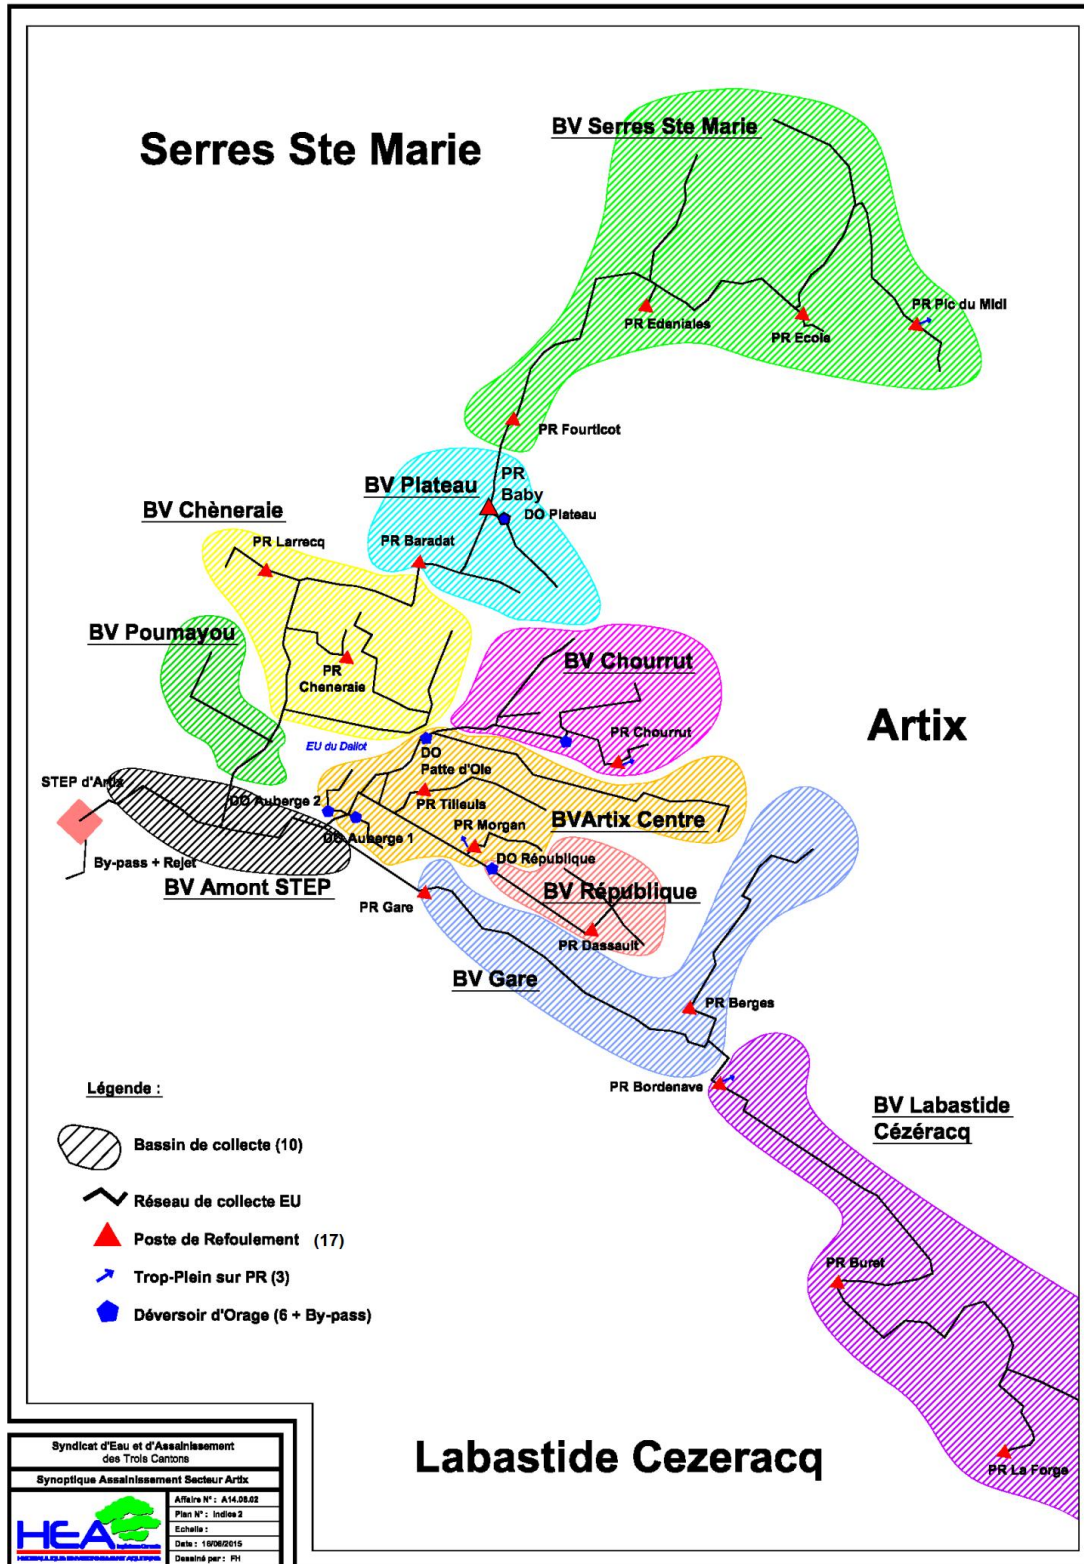 Serres Ste Marie
BV Serres Ste Marie
PR Pic du Midi
PR Edeniales
PR Ecole
PR Fourticot
BV Plateau
PR
Baby
DO Plateau
BV Chèneraie
PR Larrecq
PR Baradat
BV Poumayou
BV Chourrut
PR
Cheneraie
PR Chourrut
Artix
EU du Dallot
DO
Patte d'Oie
STEP d'Artix
DO Auberge 2
PR Tilleuls
DO Auberge 1
PR Morgan
BVArtix Centre
By-pass + Rejet
DO République
BV Amont STEP
BV République
PR Gare
PR Dassault
BV Gare
PR Berges
PR Bordenave
BV Labastide
Cézéracq
PR Buret
PR La Forge
Légende :
Bassin de collecte (10)
Réseau de collecte EU
Poste de Refoulement (17)
Trop-Plein sur PR (3)
Déversoir d'Orage (6 + By-pass)
Labastide Cezeracq
Syndicat d'Eau et d'Assainissement
des Trois Cantons
Synoptique Assainissement Secteur Artix
HEA
HYDRAULIQUE ENVIRONNEMENT AQUITAINE
Affaire N° : A14.08.02
Plan N° : Indice 2
Echelle :
Date : 16/06/2015
Dessiné par : FH